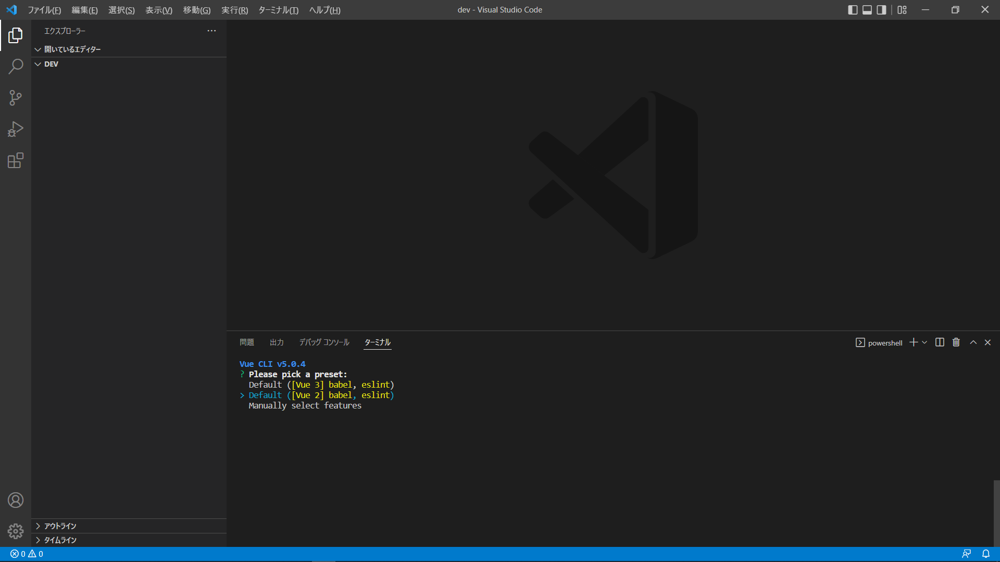 ファイル(F) 編集(E) 選択(S) 表示(V) 移動(G) 実行(R) ターミナル(T) ヘルプ(H) dev - Visual Studio Code
エクスプローラー
開いているエディター
DEV
問題 出力 デバッグ コンソール ターミナル powershell
Vue CLI v5.0.4
? Please pick a preset:
Default ([Vue 3] babel, eslint)
> Default ([Vue 2] babel, eslint)
Manually select features
アウトライン
タイムライン
0 0